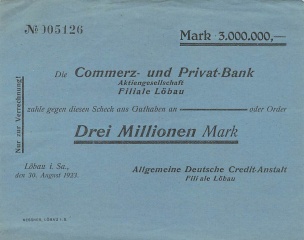 № 005126
Mark 3.000.000,—
Die Commerz- und Privat-Bank
Aktiengesellschaft
Filiale Löbau
zahle gegen diesen Scheck aus Guthaben an oder Order
Drei Millionen Mark
Nur zur Verrechnung!
Löbau i. Sa.,
den 10. August 1923.
Allgemeine Deutsche Credit-Anstalt
Filiale Löbau
LÖBAU I. S.